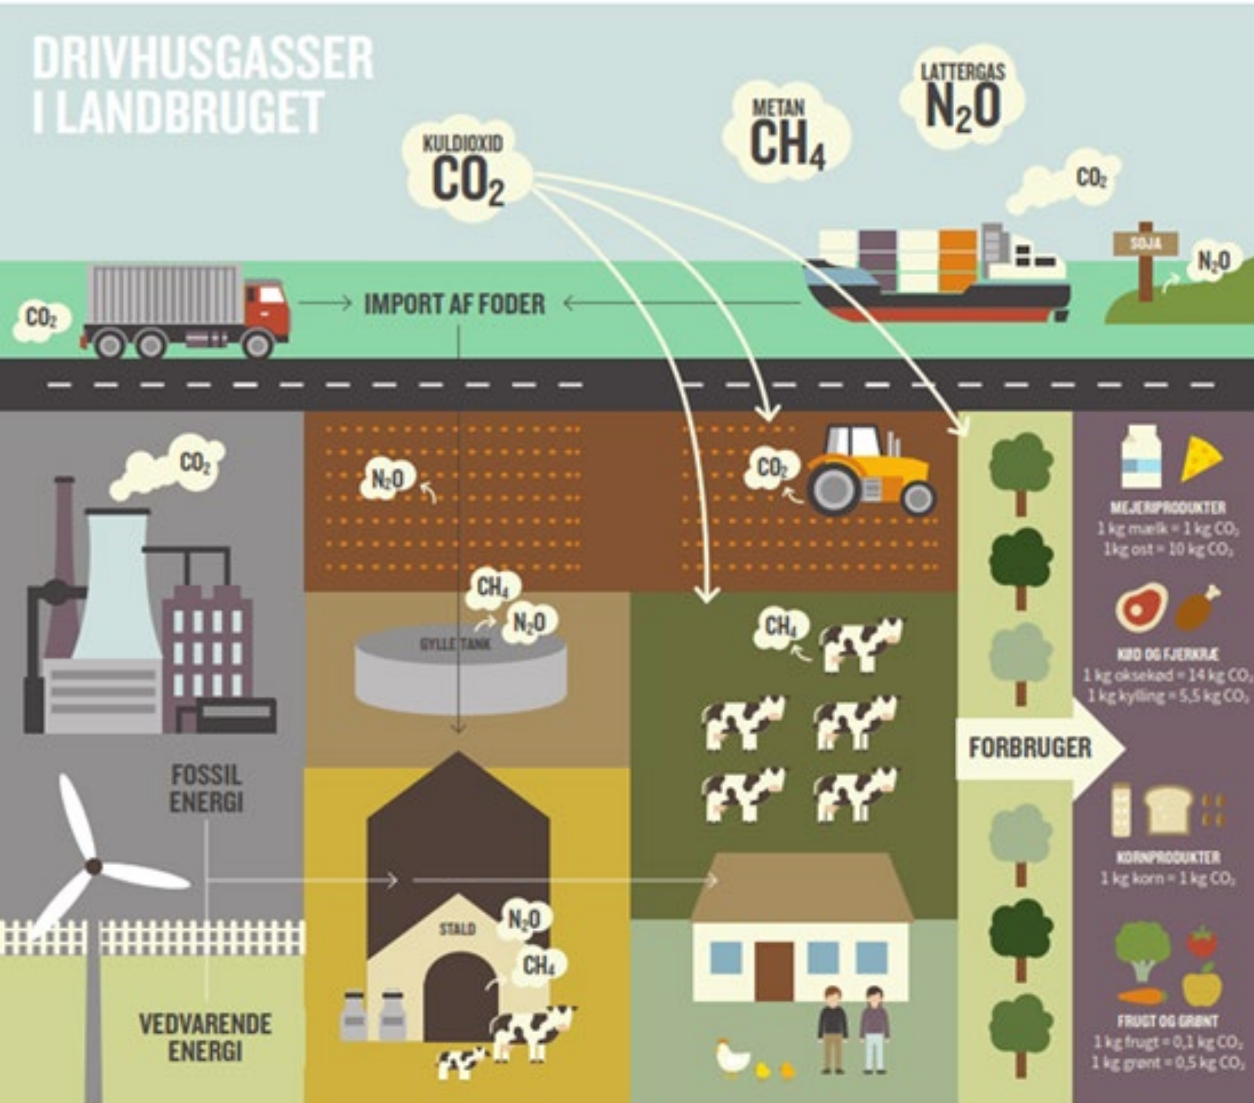 DRIVHUSGASSER
I LANDBRUGET
KULDIOXID
CO₂
METAN
CH₄
LATTERGAS
N₂O
CO₂
SOJA
N₂O
CO₂
IMPORT AF FODER
CO₂
N₂O
CO₂
CH₄
N₂O
GYLLETANK
CH₄
FOSSIL
ENERGI
VEDVARENDE
ENERGI
STALD
N₂O
CH₄
FORBRUGER
MEJERIPRODUKTER
1 kg mælk = 1 kg CO₂
1kg ost = 10 kg CO₂
KØD OG FJERKRÆ
1 kg oksekød = 14 kg CO₂
1 kg kylling = 5,5 kg CO₂
KORNPRODUKTER
1 kg korn = 1 kg CO₂
FRUGT OG GRØNT
1 kg frugt = 0,1 kg CO₂
1 kg grønt = 0,5 kg CO₂